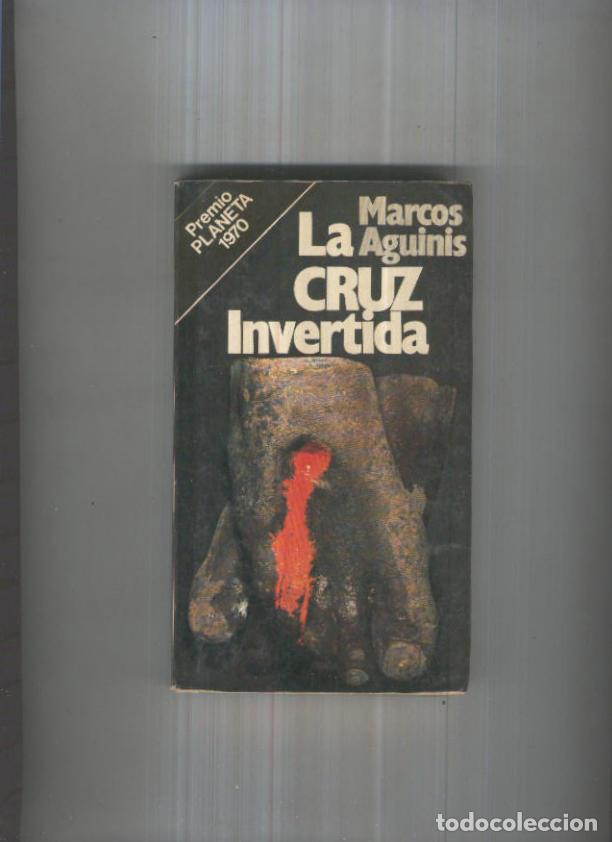 Premio
PLANETA
1970
Marcos
Aguinis
La
CRUZ
Invertida
todocoleccion